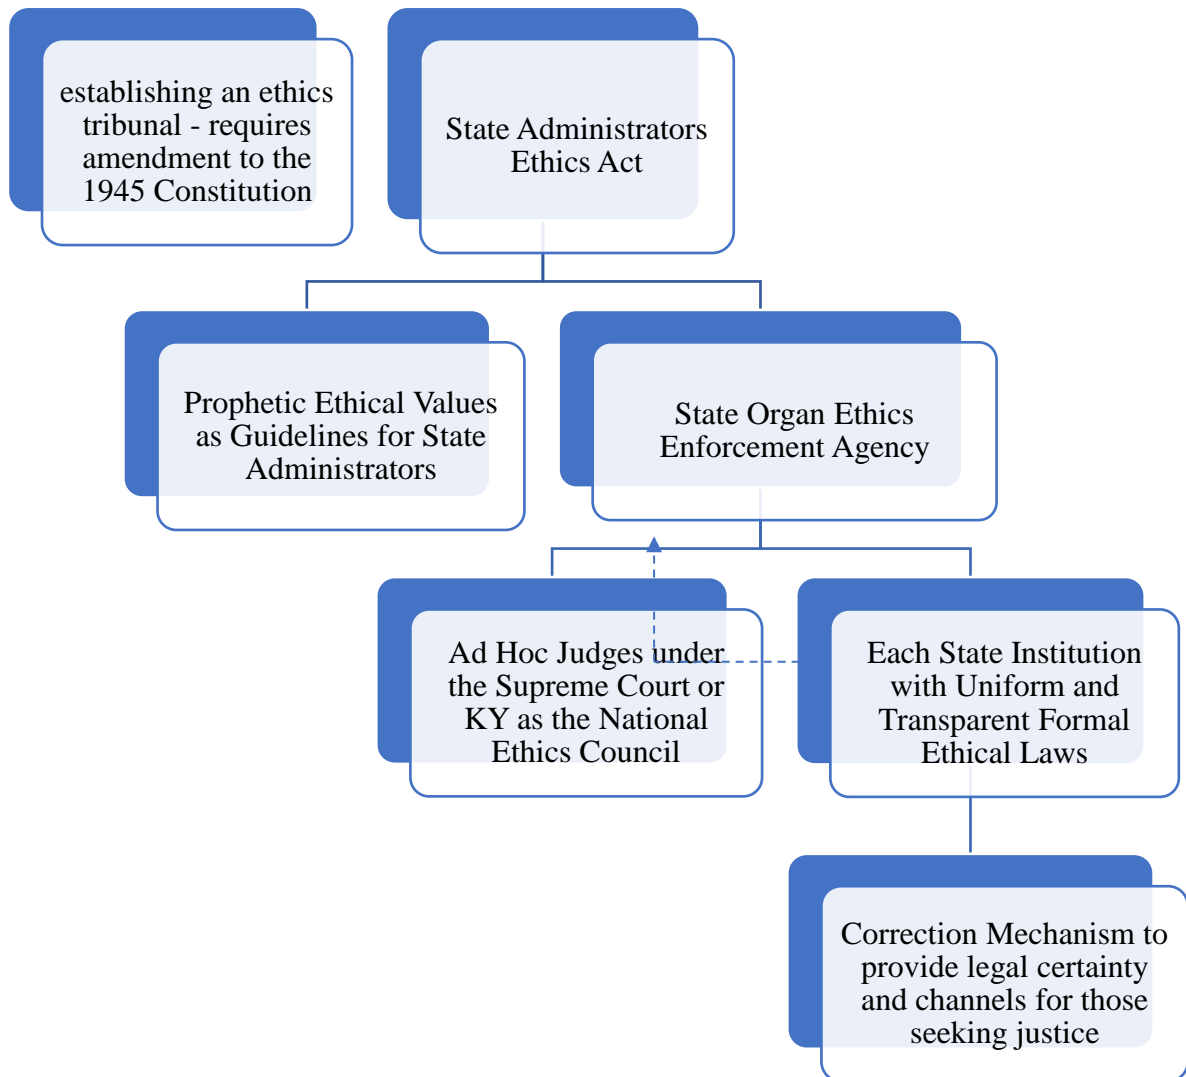 establishing an ethics
tribunal - requires
amendment to the
1945 Constitution
State Administrators
Ethics Act
Prophetic Ethical Values
as Guidelines for State
Administrators
State Organ Ethics
Enforcement Agency
Ad Hoc Judges under
the Supreme Court or
KY as the National
Ethics Council
Each State Institution
with Uniform and
Transparent Formal
Ethical Laws
Correction Mechanism to
provide legal certainty
and channels for those
seeking justice